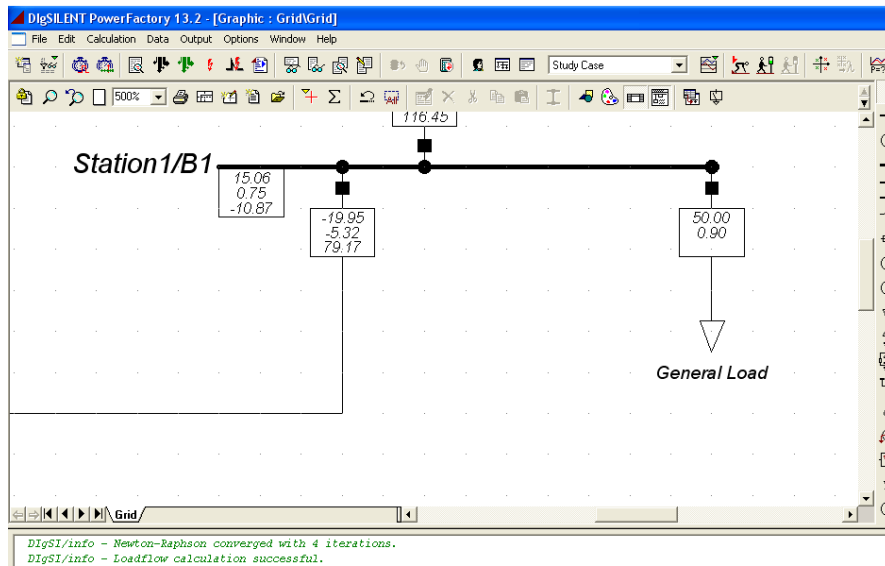 DIgSILENT PowerFactory 13.2 - [Graphic : Grid\Grid]
File Edit Calculation Data Output Options Window Help
Study Case
500%
116.45
Station1/B1
15.06
0.75
-10.87
-19.95
-5.32
79.17
50.00
0.90
General Load
Grid
DIgSI/info - Newton-Raphson converged with 4 iterations.
DIgSI/info - Loadflow calculation successful.